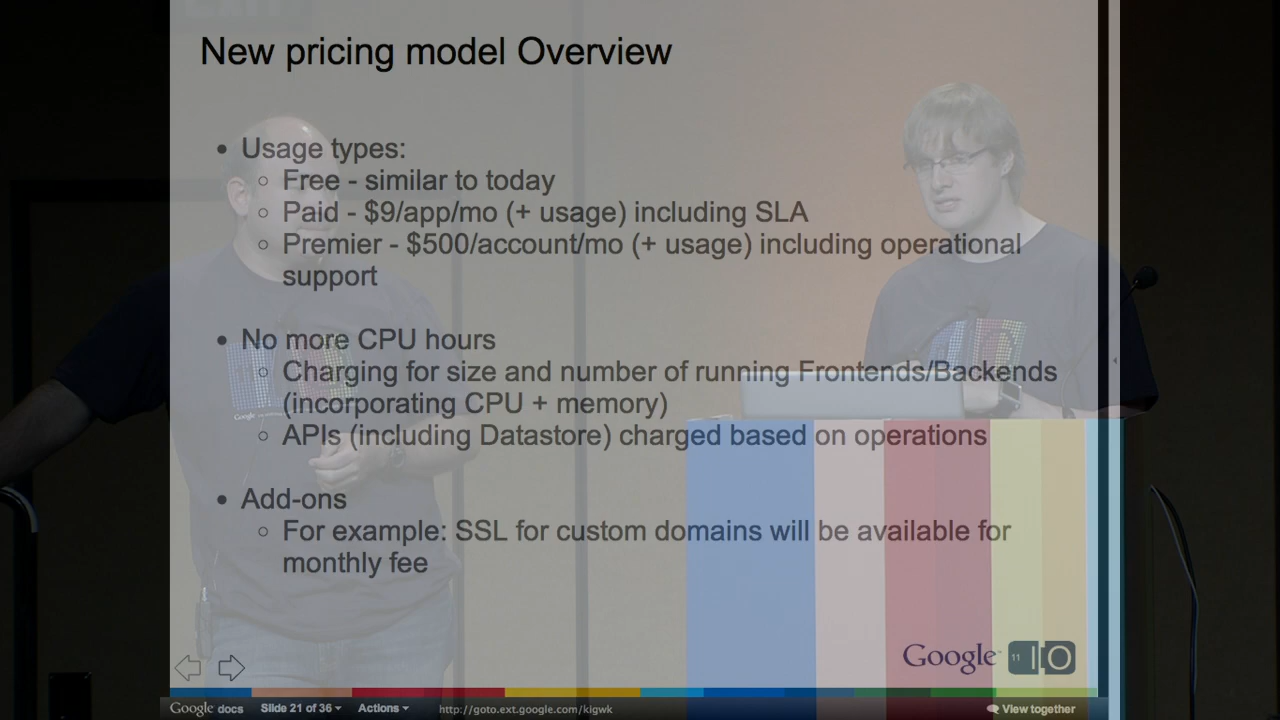 New pricing model Overview
• Usage types:
○ Free - similar to today
○ Paid - $9/app/mo (+ usage) including SLA
○ Premier - $500/account/mo (+ usage) including operational
support
• No more CPU hours
○ Charging for size and number of running Frontends/Backends
(incorporating CPU + memory)
○ APIs (including Datastore) charged based on operations
• Add-ons
○ For example: SSL for custom domains will be available for
monthly fee
Google
Google 11 IO
Google docs Slide 21 of 36 Actions http://goto.ext.google.com/kigwk View together